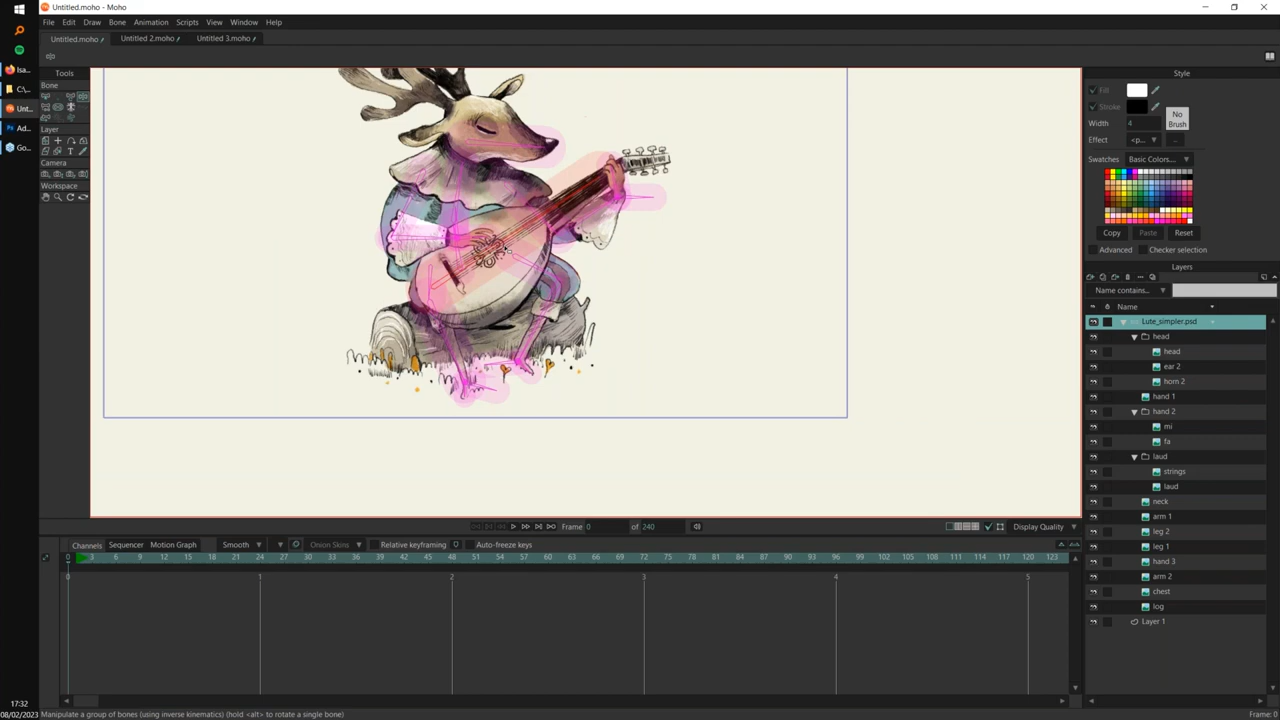 Untitled.moho - Moho
File Edit Draw Bone Animation Scripts View Window Help
Untitled.moho Untitled 2.moho Untitled 3.moho
Isa...
C:\...
Unt...
Ad...
Go...
Tools
Bone
Layer
Camera
Workspace
Style
Fill
Stroke
Width 4
No Brush
Effect <p...
Swatches Basic Colors...
Copy Paste Reset
Advanced Checker selection
Layers
Name contains...
Name
Lute_simpler.psd
head
head
ear 2
horn 2
hand 1
hand 2
mi
fa
laud
strings
laud
neck
arm 1
leg 2
leg 1
hand 3
arm 2
chest
log
Layer 1
Frame 0 of 240 Display Quality
Channels Sequencer Motion Graph Smooth Onion Skins Relative keyframing Auto-freeze keys
0 3 6 9 12 15 18 21 24 27 30 33 36 39 42 45 48 51 54 57 60 63 66 69 72 75 78 81 84 87 90 93 96 99 102 105 108 111 114 117 120 123
0 1 2 3 4 5
17:32
08/02/2023
Manipulate a group of bones (using inverse kinematics) (hold <alt> to rotate a single bone)
Frame: 0